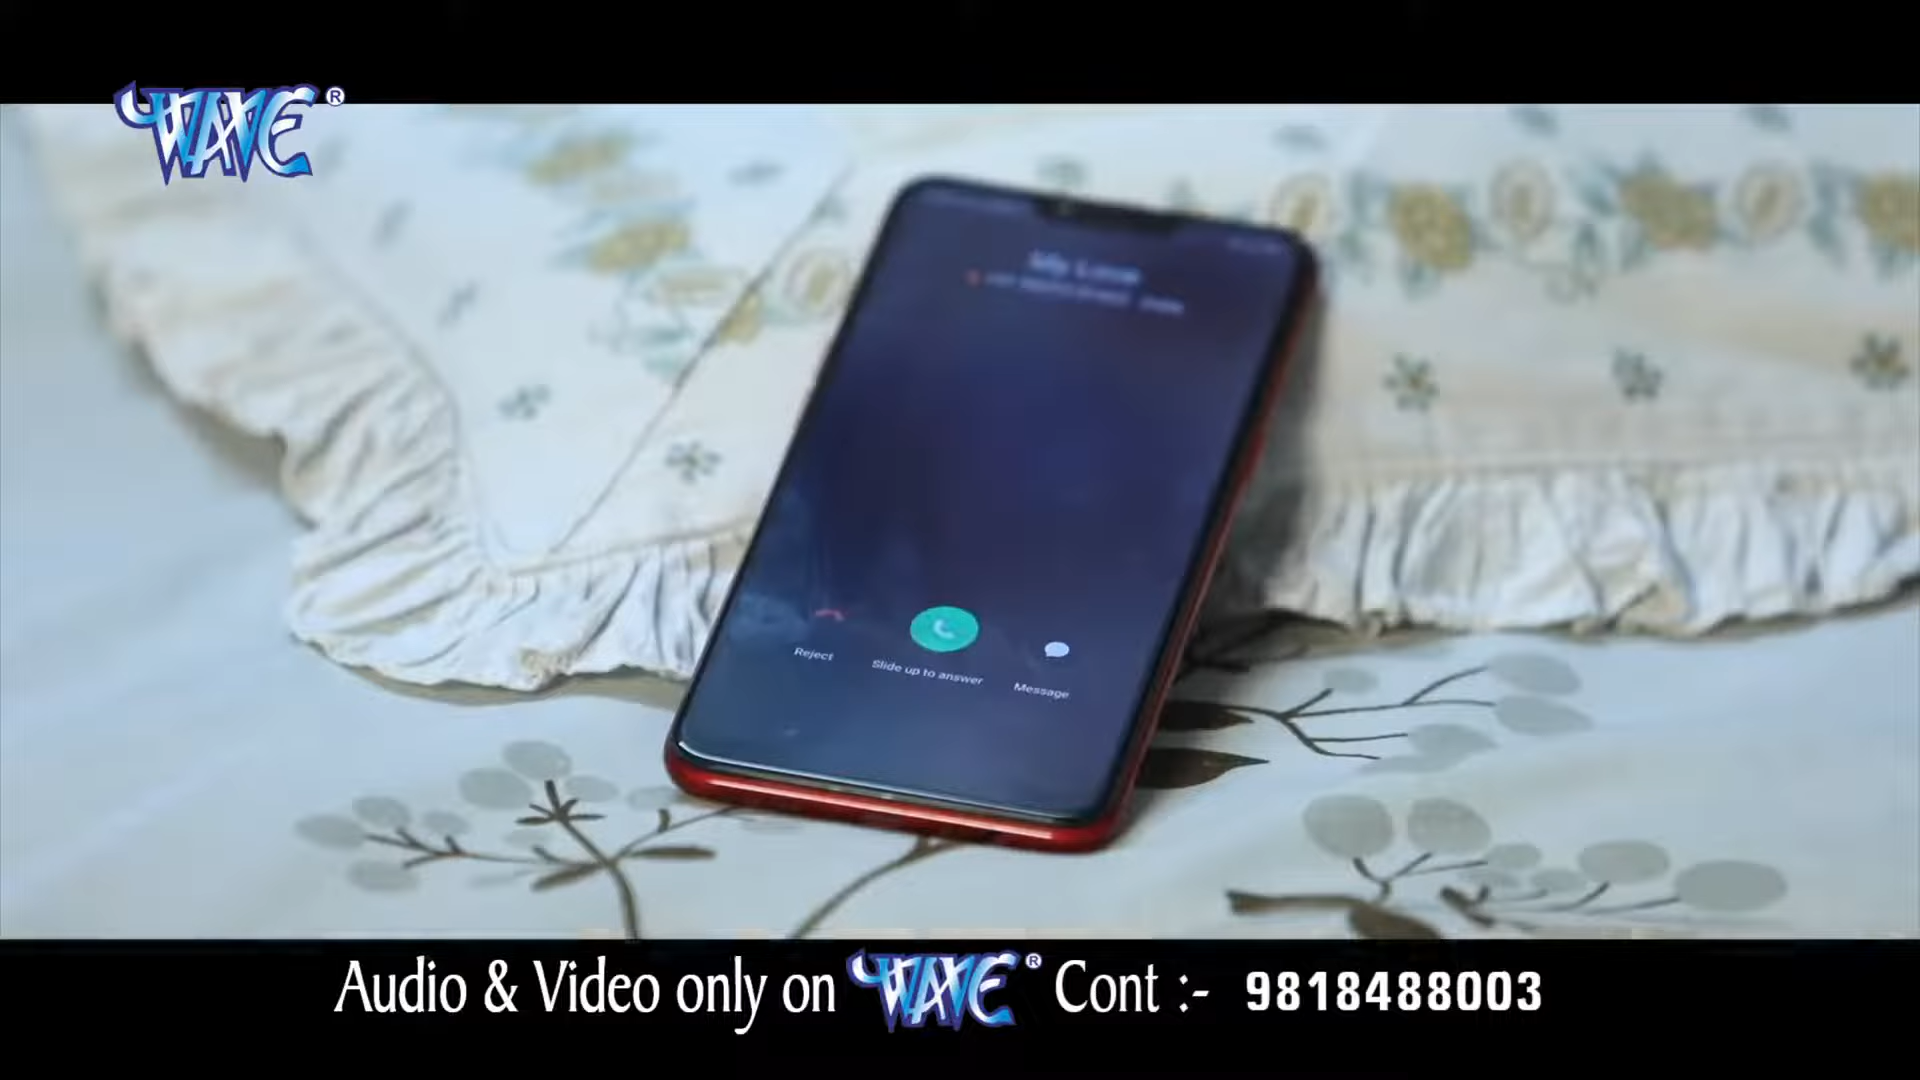 WAVE®
My Love
Reject
Slide up to answer
Message
Audio & Video only on WAVE® Cont :- 9818488003